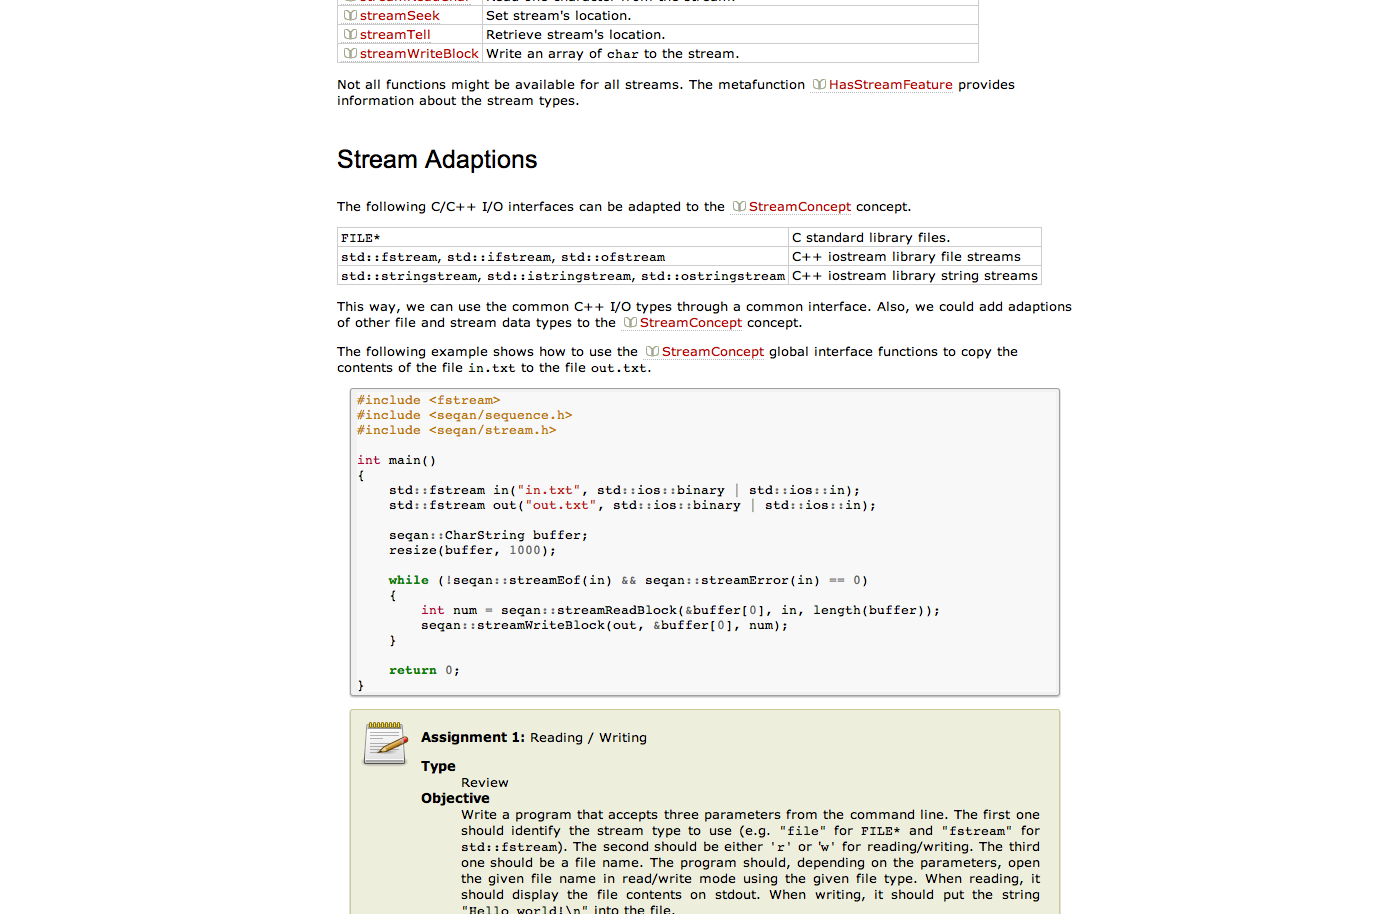 streamSeek Set stream's location.
streamTell Retrieve stream's location.
streamWriteBlock Write an array of char to the stream.
Not all functions might be available for all streams. The metafunction HasStreamFeature provides
information about the stream types.
Stream Adaptions
The following C/C++ I/O interfaces can be adapted to the StreamConcept concept.
FILE* C standard library files.
std::fstream, std::ifstream, std::ofstream C++ iostream library file streams
std::stringstream, std::istringstream, std::ostringstream C++ iostream library string streams
This way, we can use the common C++ I/O types through a common interface. Also, we could add adaptions
of other file and stream data types to the StreamConcept concept.
The following example shows how to use the StreamConcept global interface functions to copy the
contents of the file in.txt to the file out.txt.
#include <fstream>
#include <seqan/sequence.h>
#include <seqan/stream.h>
int main()
{
    std::fstream in("in.txt", std::ios::binary | std::ios::in);
    std::fstream out("out.txt", std::ios::binary | std::ios::in);
    seqan::CharString buffer;
    resize(buffer, 1000);
    while (!seqan::streamEof(in) && seqan::streamError(in) == 0)
    {
        int num = seqan::streamReadBlock(&buffer[0], in, length(buffer));
        seqan::streamWriteBlock(out, &buffer[0], num);
    }
    return 0;
}
Assignment 1: Reading / Writing
Type
Review
Objective
Write a program that accepts three parameters from the command line. The first one
should identify the stream type to use (e.g. "file" for FILE* and "fstream" for
std::fstream). The second should be either 'r' or 'w' for reading/writing. The third
one should be a file name. The program should, depending on the parameters, open
the given file name in read/write mode using the given file type. When reading, it
should display the file contents on stdout. When writing, it should put the string
"Hello world!\n" into the file.